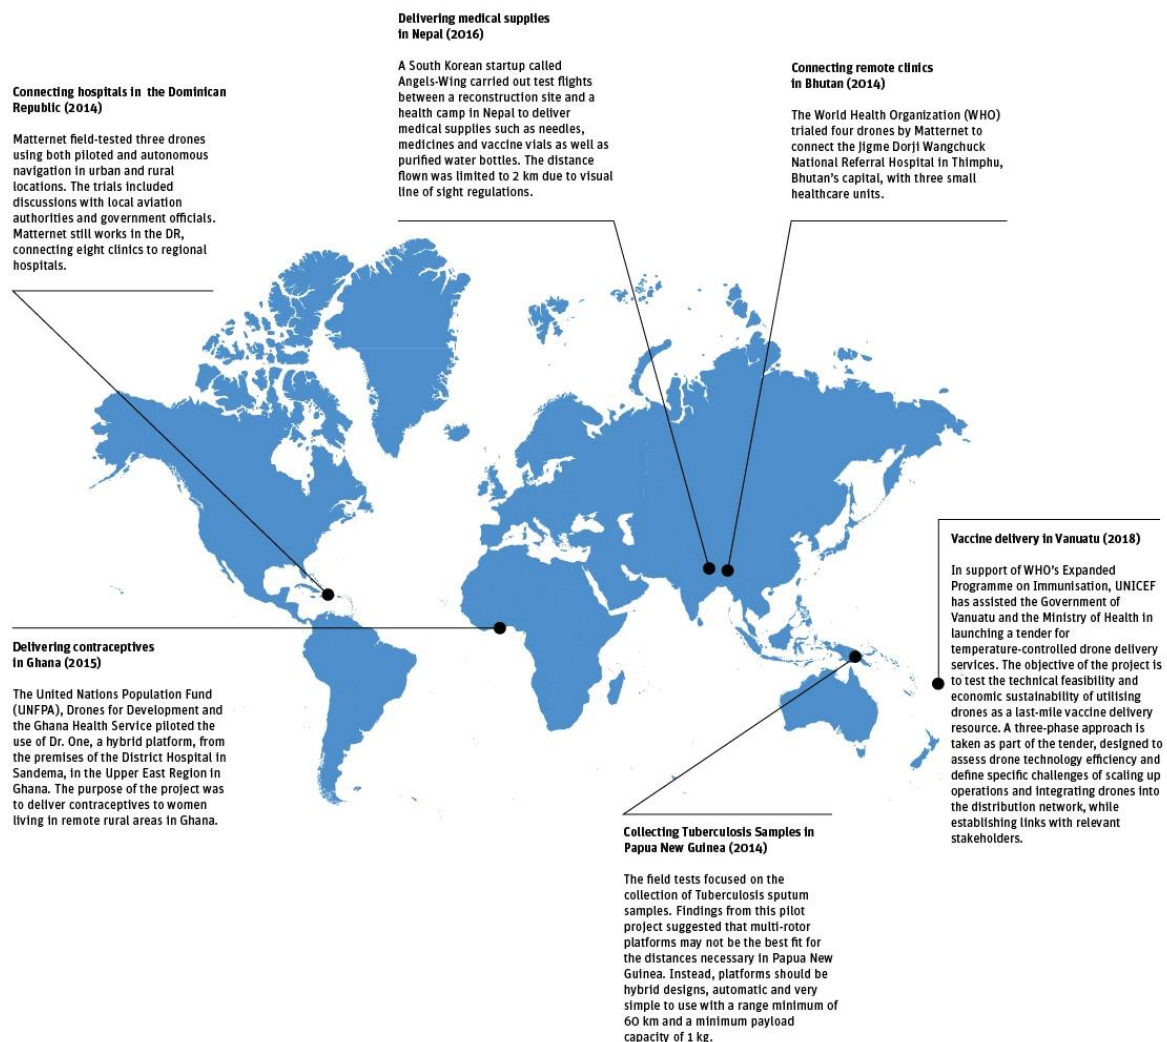 Delivering medical supplies
in Nepal (2016)
A South Korean startup called
Angels-Wing carried out test flights
between a reconstruction site and a
health camp in Nepal to deliver
medical supplies such as needles,
medicines and vaccine vials as well as
purified water bottles. The distance
flown was limited to 2 km due to visual
line of sight regulations.
Connecting remote clinics
in Bhutan (2014)
The World Health Organization (WHO)
trialed four drones by Matternet to
connect the Jigme Dorji Wangchuck
National Referral Hospital in Thimphu,
Bhutan's capital, with three small
healthcare units.
Connecting hospitals in the Dominican
Republic (2014)
Matternet field-tested three drones
using both piloted and autonomous
navigation in urban and rural
locations. The trials included
discussions with local aviation
authorities and government officials.
Matternet still works in the DR,
connecting eight clinics to regional
hospitals.
Vaccine delivery in Vanuatu (2018)
In support of WHO's Expanded
Programme on Immunisation, UNICEF
has assisted the Government of
Vanuatu and the Ministry of Health in
launching a tender for
temperature-controlled drone delivery
services. The objective of the project is
to test the technical feasibility and
economic sustainability of utilising
drones as a last-mile vaccine delivery
resource. A three-phase approach is
taken as part of the tender, designed to
assess drone technology efficiency and
define specific challenges of scaling up
operations and integrating drones into
the distribution network, while
establishing links with relevant
stakeholders.
Delivering contraceptives
in Ghana (2015)
The United Nations Population Fund
(UNFPA), Drones for Development and
the Ghana Health Service piloted the
use of Dr. One, a hybrid platform, from
the premises of the District Hospital in
Sandema, in the Upper East Region in
Ghana. The purpose of the project was
to deliver contraceptives to women
living in remote rural areas in Ghana.
Collecting Tuberculosis Samples in
Papua New Guinea (2014)
The field tests focused on the
collection of Tuberculosis sputum
samples. Findings from this pilot
project suggested that multi-rotor
platforms may not be the best fit for
the distances necessary in Papua New
Guinea. Instead, platforms should be
hybrid designs, automatic and very
simple to use with a range minimum of
60 km and a minimum payload
capacity of 1 kg.